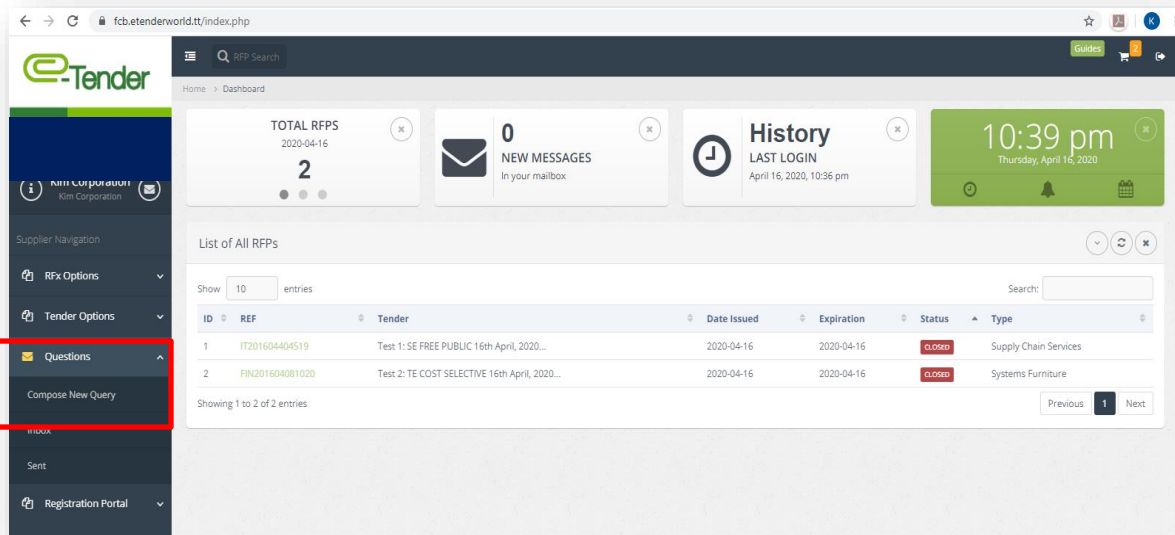 fcb.etenderworld.tt/index.php
K
e-Tender
RFP Search
Guides
2
Home > Dashboard
TOTAL RFPS
2020-04-16
2
0
NEW MESSAGES
In your mailbox
History
LAST LOGIN
April 16, 2020, 10:36 pm
10:39 pm
Thursday, April 16, 2020
Kim Corporation
Kim Corporation
Supplier Navigation
RFx Options
Tender Options
Questions
Compose New Query
Inbox
Sent
Registration Portal
List of All RFPs
Show 10 entries
Search:
ID REF Tender Date Issued Expiration Status Type
1 IT201604404519 Test 1: SE FREE PUBLIC 16th April, 2020... 2020-04-16 2020-04-16 CLOSED Supply Chain Services
2 FIN201604081020 Test 2: TE COST SELECTIVE 16th April, 2020... 2020-04-16 2020-04-16 CLOSED Systems Furniture
Showing 1 to 2 of 2 entries
Previous 1 Next